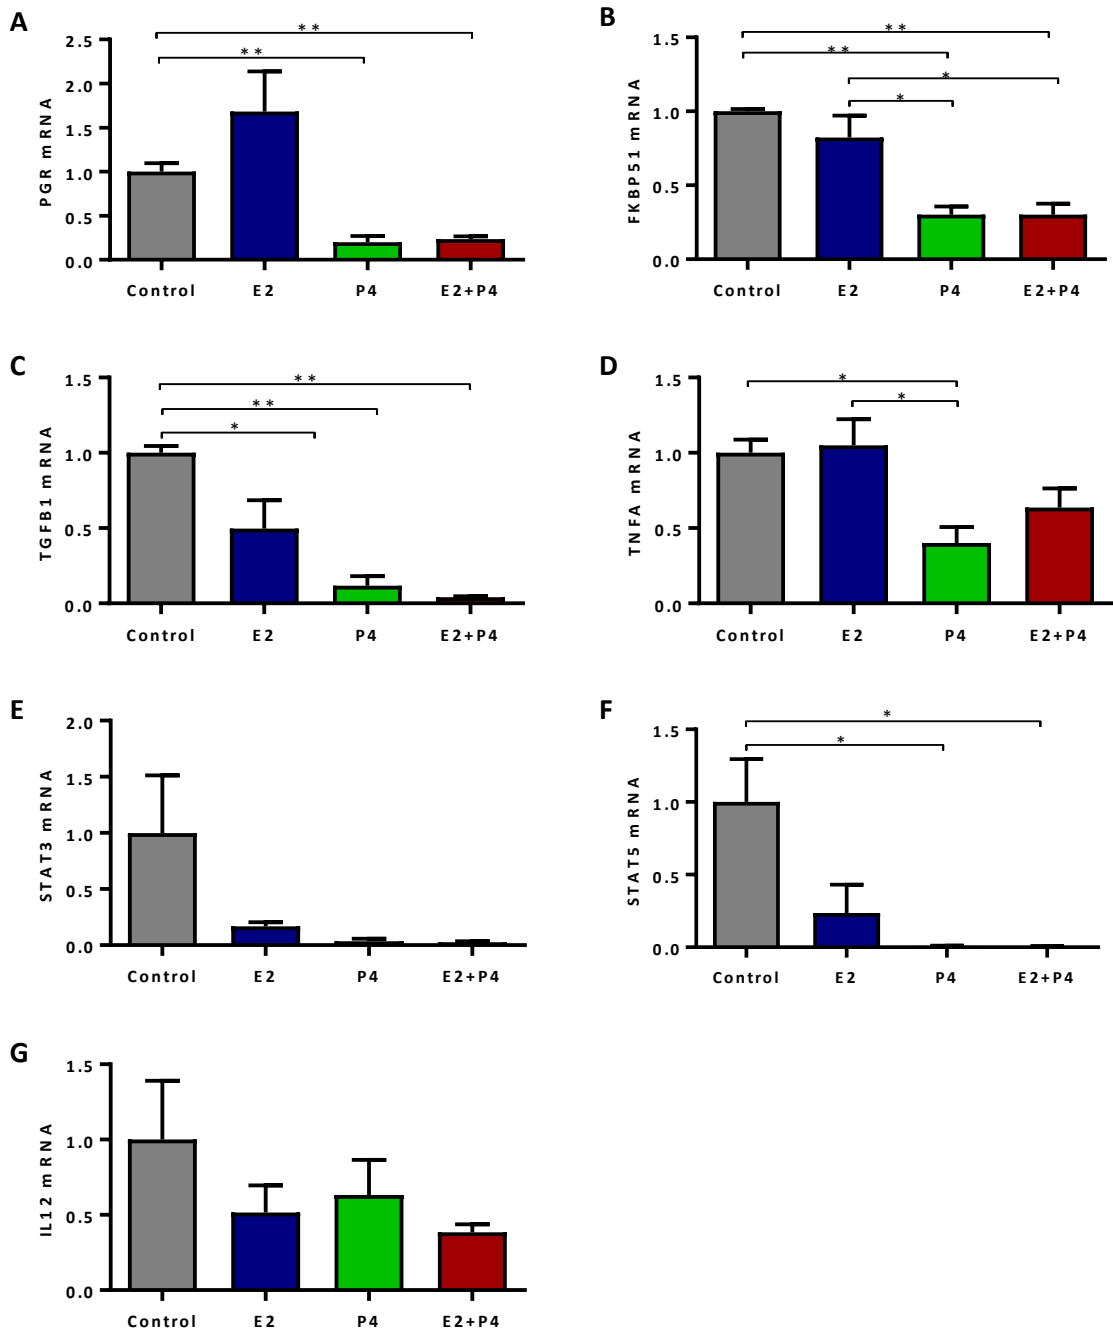 A
PGR mRNA
2.5
2.0
1.5
1.0
0.5
0.0
**
**
Control E2 P4 E2+P4
B
FKBP51 mRNA
1.5
1.0
0.5
0.0
**
**
*
*
Control E2 P4 E2+P4
C
TGFB1 mRNA
1.5
1.0
0.5
0.0
**
**
*
Control E2 P4 E2+P4
D
TNFA mRNA
1.5
1.0
0.5
0.0
*
*
Control E2 P4 E2+P4
E
STAT3 mRNA
2.0
1.5
1.0
0.5
0.0
Control E2 P4 E2+P4
F
STAT5 mRNA
1.5
1.0
0.5
0.0
*
*
Control E2 P4 E2+P4
G
IL12 mRNA
1.5
1.0
0.5
0.0
Control E2 P4 E2+P4